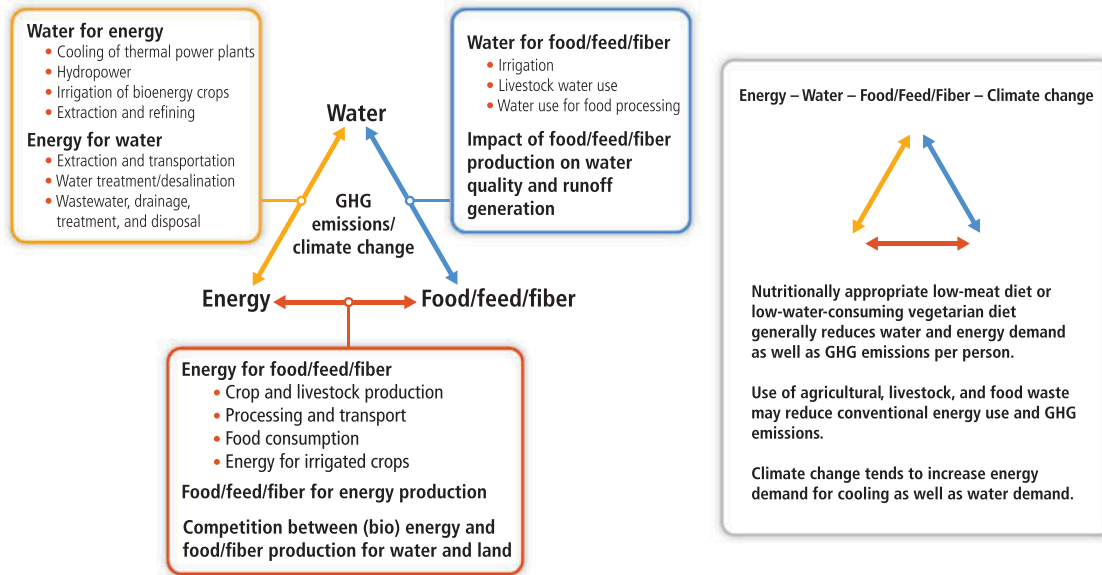 Water for energy
• Cooling of thermal power plants
• Hydropower
• Irrigation of bioenergy crops
• Extraction and refining
Energy for water
• Extraction and transportation
• Water treatment/desalination
• Wastewater, drainage,
treatment, and disposal
Water
Water for food/feed/fiber
• Irrigation
• Livestock water use
• Water use for food processing
Impact of food/feed/fiber
production on water
quality and runoff
generation
GHG
emissions/
climate change
Energy
Food/feed/fiber
Energy for food/feed/fiber
• Crop and livestock production
• Processing and transport
• Food consumption
• Energy for irrigated crops
Food/feed/fiber for energy production
Competition between (bio) energy and
food/fiber production for water and land
Energy – Water – Food/Feed/Fiber – Climate change
Nutritionally appropriate low-meat diet or
low-water-consuming vegetarian diet
generally reduces water and energy demand
as well as GHG emissions per person.
Use of agricultural, livestock, and food waste
may reduce conventional energy use and GHG
emissions.
Climate change tends to increase energy
demand for cooling as well as water demand.